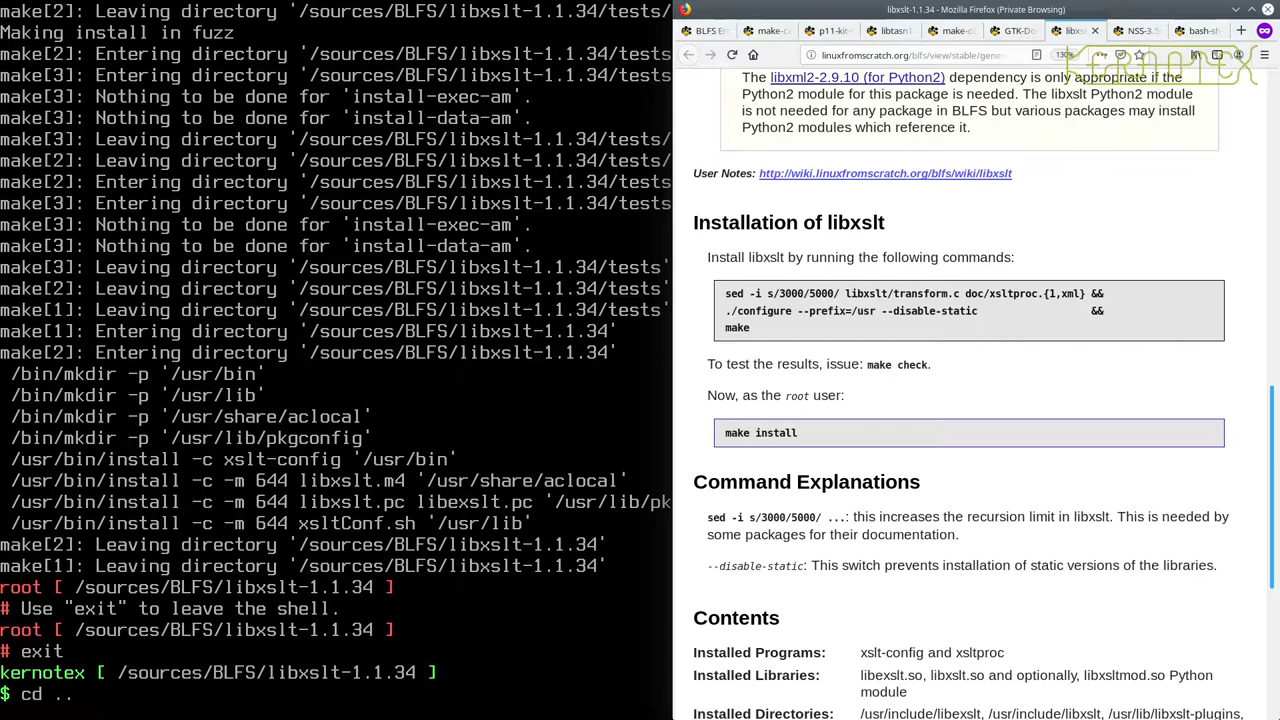 make[2]: Leaving directory '/sources/BLFS/libxslt-1.1.34/tests/
Making install in fuzz
make[2]: Entering directory '/sources/BLFS/libxslt-1.1.34/tests/
make[3]: Entering directory '/sources/BLFS/libxslt-1.1.34/tests/
make[3]: Nothing to be done for 'install-exec-am'.
make[3]: Nothing to be done for 'install-data-am'.
make[3]: Leaving directory '/sources/BLFS/libxslt-1.1.34/tests/
make[2]: Leaving directory '/sources/BLFS/libxslt-1.1.34/tests/
make[2]: Entering directory '/sources/BLFS/libxslt-1.1.34/tests
make[3]: Entering directory '/sources/BLFS/libxslt-1.1.34/tests
make[3]: Nothing to be done for 'install-exec-am'.
make[3]: Nothing to be done for 'install-data-am'.
make[3]: Leaving directory '/sources/BLFS/libxslt-1.1.34/tests'
make[2]: Leaving directory '/sources/BLFS/libxslt-1.1.34/tests'
make[1]: Leaving directory '/sources/BLFS/libxslt-1.1.34/tests'
make[1]: Entering directory '/sources/BLFS/libxslt-1.1.34'
make[2]: Entering directory '/sources/BLFS/libxslt-1.1.34'
/bin/mkdir -p '/usr/bin'
/bin/mkdir -p '/usr/lib'
/bin/mkdir -p '/usr/share/aclocal'
/bin/mkdir -p '/usr/lib/pkgconfig'
/usr/bin/install -c xslt-config '/usr/bin'
/usr/bin/install -c -m 644 libxslt.m4 '/usr/share/aclocal'
/usr/bin/install -c -m 644 libxslt.pc libexslt.pc '/usr/lib/pk
/usr/bin/install -c -m 644 xsltConf.sh '/usr/lib'
make[2]: Leaving directory '/sources/BLFS/libxslt-1.1.34'
make[1]: Leaving directory '/sources/BLFS/libxslt-1.1.34'
root [ /sources/BLFS/libxslt-1.1.34 ]
# Use "exit" to leave the shell.
root [ /sources/BLFS/libxslt-1.1.34 ]
# exit
kernotex [ /sources/BLFS/libxslt-1.1.34 ]
$ cd ..
libxslt-1.1.34 - Mozilla Firefox (Private Browsing)
BLFS En
make-c
p11-kit-
libtasn1
make-c
GTK-Do
libxsl
NSS-3.5
bash-sh
linuxfromscratch.org/blfs/view/stable/gene
130%
KERNOTEX
The libxml2-2.9.10 (for Python2) dependency is only appropriate if the
Python2 module for this package is needed. The libxslt Python2 module
is not needed for any package in BLFS but various packages may install
Python2 modules which reference it.
User Notes: http://wiki.linuxfromscratch.org/blfs/wiki/libxslt
Installation of libxslt
Install libxslt by running the following commands:
sed -i s/3000/5000/ libxslt/transform.c doc/xsltproc.{1,xml} &&
./configure --prefix=/usr --disable-static &&
make
To test the results, issue: make check.
Now, as the root user:
make install
Command Explanations
sed -i s/3000/5000/ ...: this increases the recursion limit in libxslt. This is needed by
some packages for their documentation.
--disable-static: This switch prevents installation of static versions of the libraries.
Contents
Installed Programs: xslt-config and xsltproc
Installed Libraries: libexslt.so, libxslt.so and optionally, libxsltmod.so Python
module
Installed Directories: /usr/include/libexslt, /usr/include/libxslt, /usr/lib/libxslt-plugins,